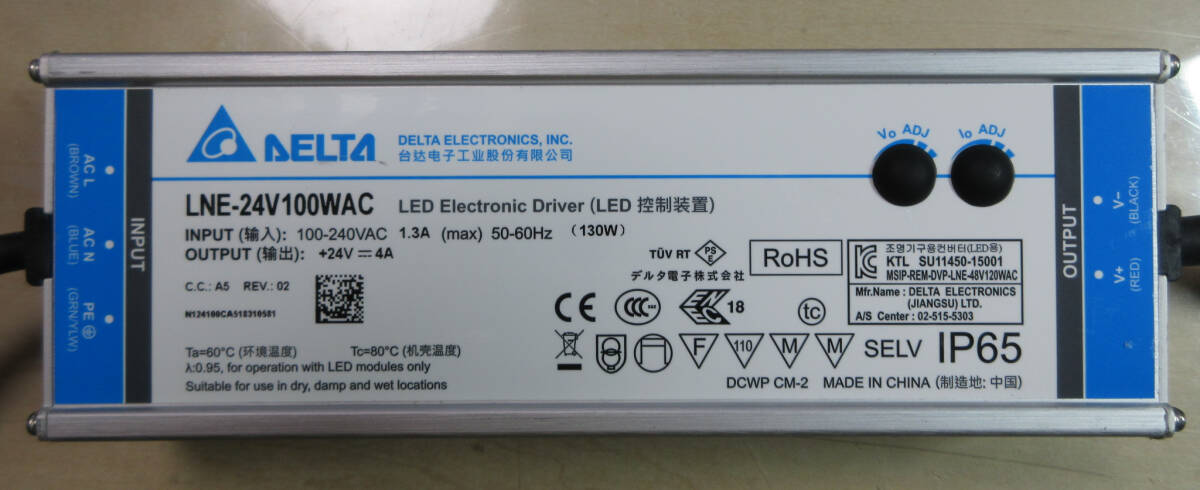 AC L
(BROWN)
AC N
(BLUE)
PE
(GRN/YLW)
INPUT
DELTA
DELTA ELECTRONICS, INC.
台达电子工业股份有限公司
Vo ADJ
Io ADJ
LNE-24V100WAC LED Electronic Driver (LED 控制装置)
INPUT (输入): 100-240VAC 1.3A (max) 50-60Hz (130W)
OUTPUT (输出): +24V ⎓ 4A
C.C.: A5 REV.: 02
N124100CA518310581
Ta=60°C (环境温度) Tc=80°C (机壳温度)
λ:0.95, for operation with LED modules only
Suitable for use in dry, damp and wet locations
TÜV RT
PS
E
デルタ電子株式会社
RoHS
조명기구용컨버터(LED용)
KTL SU11450-15001
MSIP-REM-DVP-LNE-48V120WAC
Mfr.Name : DELTA ELECTRONICS
(JIANGSU) LTD.
A/S Center : 02-515-5303
CE
CCC
ENEC
18
tc
F
110
M
M
SELV IP65
DCWP CM-2 MADE IN CHINA (制造地: 中国)
OUTPUT
V-
(BLACK)
V+
(RED)